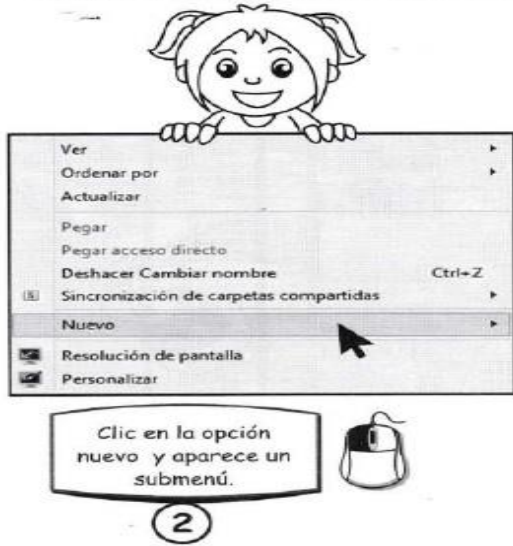 Ver
Ordenar por
Actualizar
Pegar
Pegar acceso directo
Deshacer Cambiar nombre Ctrl+Z
Sincronización de carpetas compartidas
Nuevo
Resolución de pantalla
Personalizar
Clic en la opción
nuevo y aparece un
submenú.
2